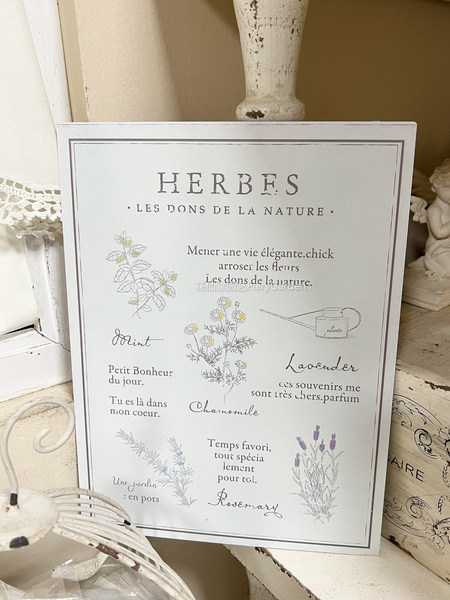 HERBES
· LES DONS DE LA NATURE ·
Mener une vie élégante.chick
arroser les fleurs
Les dons de la nature.
plants
Mint
Petit Bonheur
du jour.
Tu es là dans
mon coeur.
Chamomile
Lavender
ces souvenirs me
sont très chers.parfum
Temps favori,
tout spécia
lement
pour toi.
Une jardin
: en pots
Rosemary
AIRE